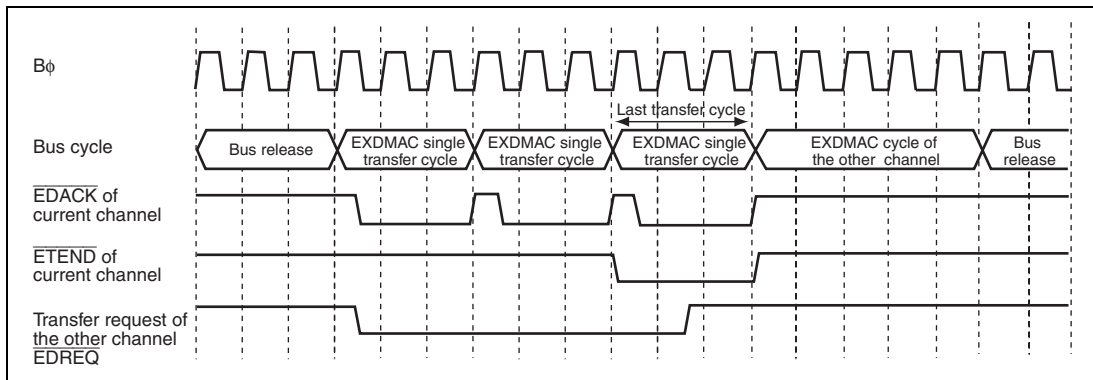 Bϕ
Last transfer cycle
Bus cycle
Bus release
EXDMAC single
transfer cycle
EXDMAC single
transfer cycle
EXDMAC single
transfer cycle
EXDMAC cycle of
the other channel
Bus
release
EDACK of
current channel
ETEND of
current channel
Transfer request of
the other channel
EDREQ